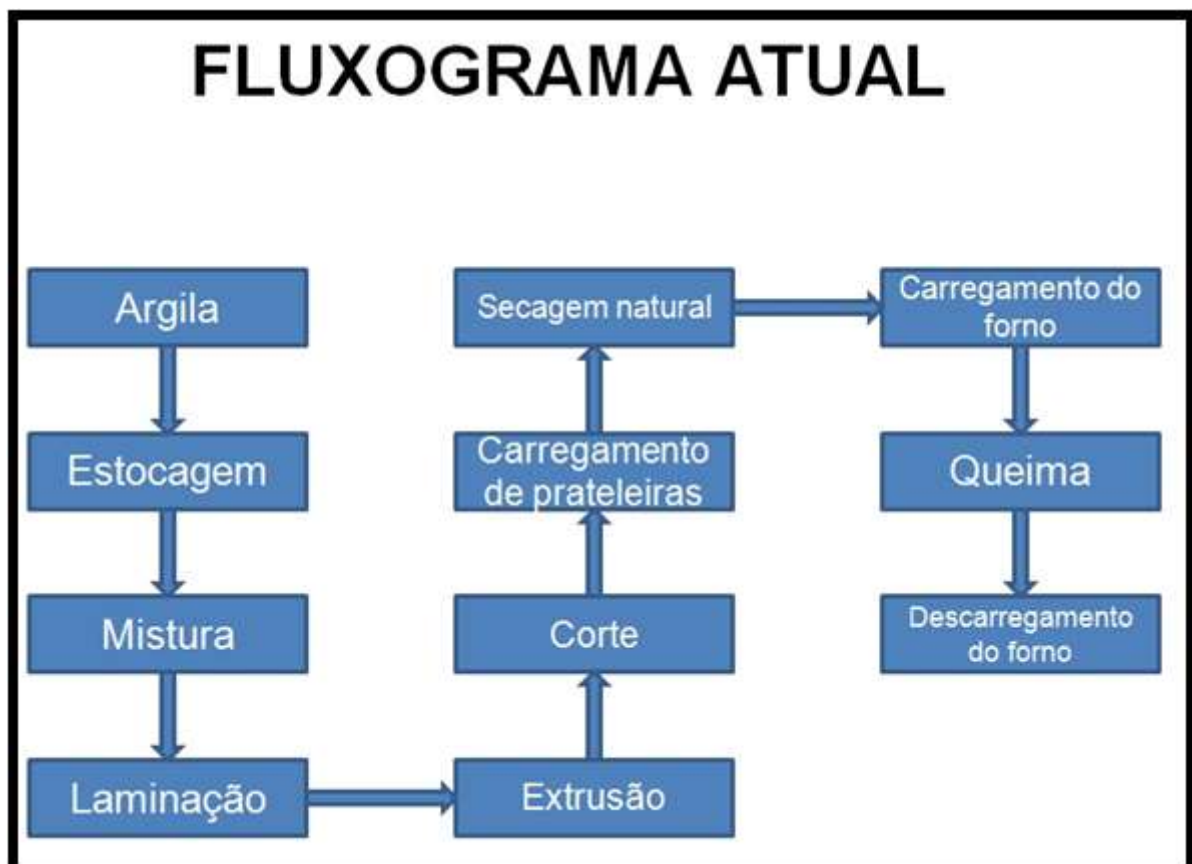 FLUXOGRAMA ATUAL
Argila
Estocagem
Mistura
Laminação
Extrusão
Corte
Carregamento
de prateleiras
Secagem natural
Carregamento do
forno
Queima
Descarregamento
do forno